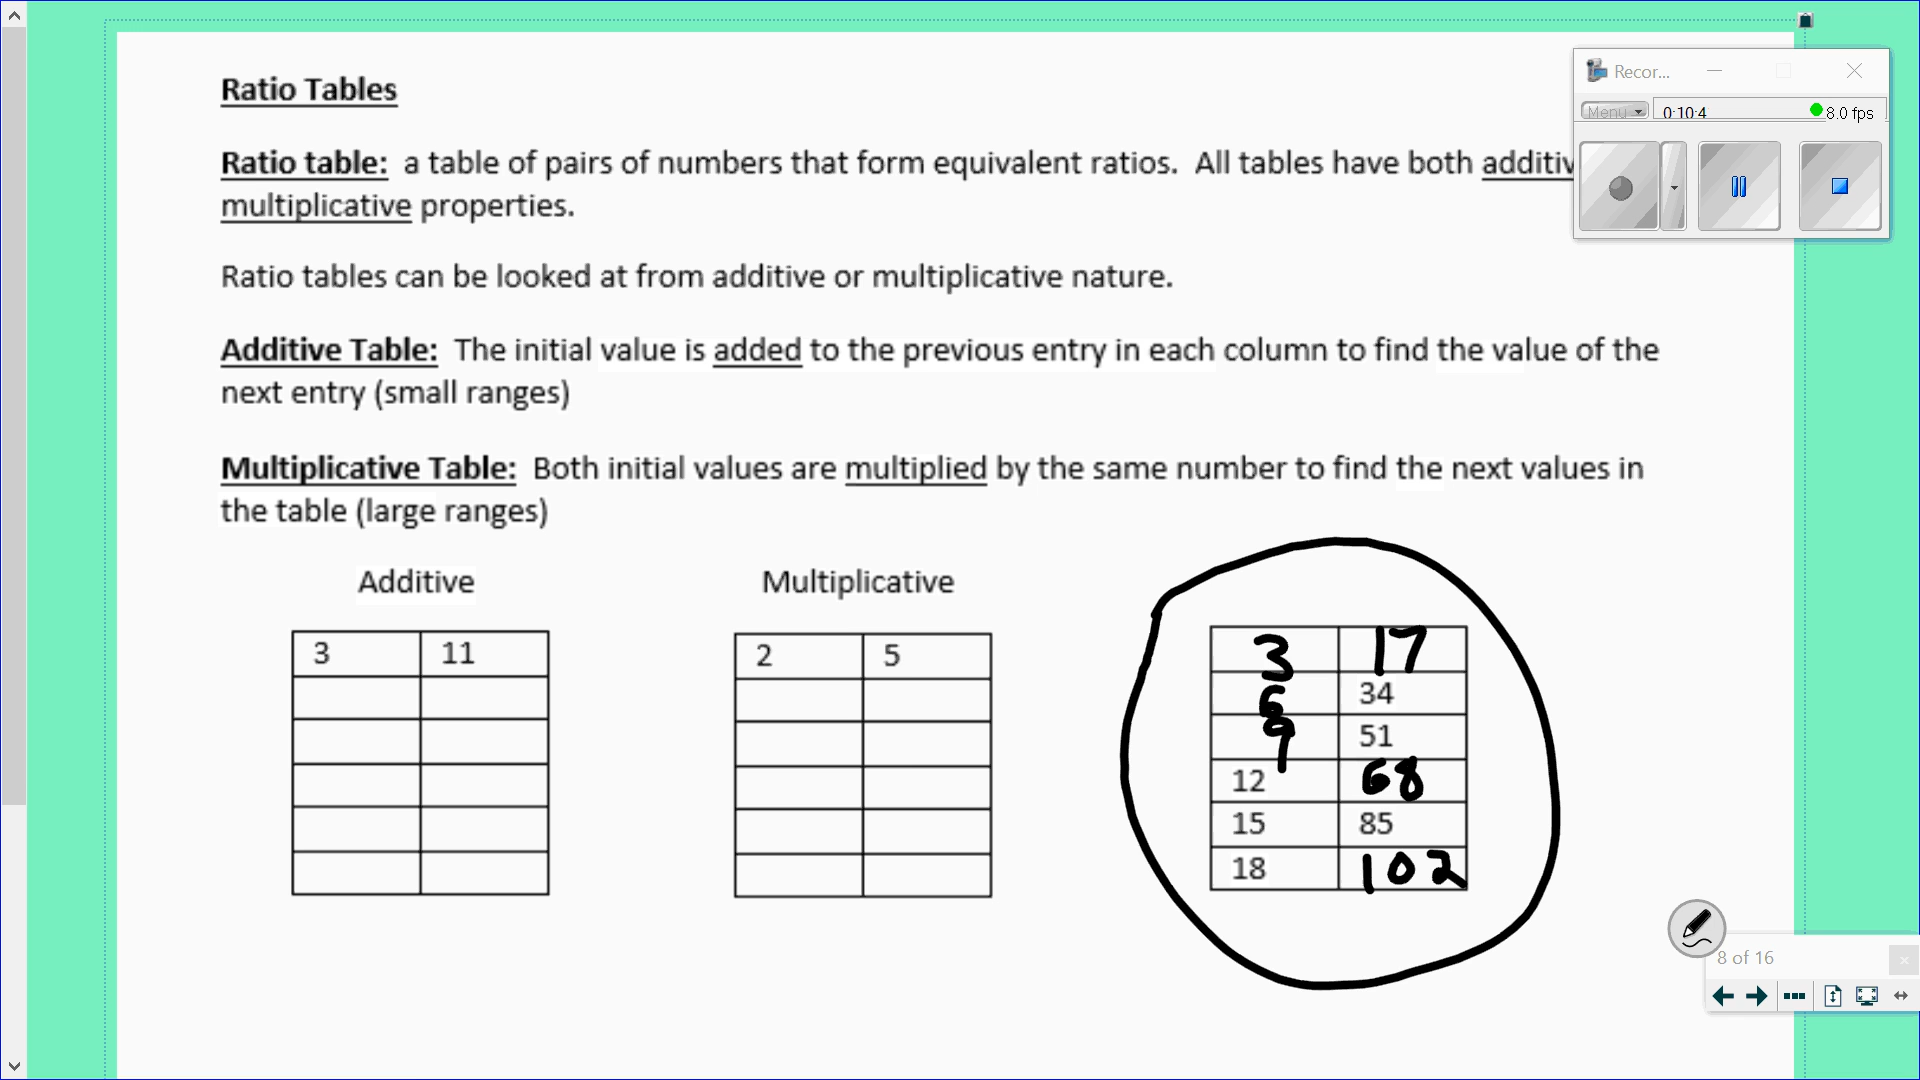 Ratio Tables
Recor...
Menu 0:10:4 8.0 fps
Ratio table: a table of pairs of numbers that form equivalent ratios. All tables have both additiv
multiplicative properties.
Ratio tables can be looked at from additive or multiplicative nature.
Additive Table: The initial value is added to the previous entry in each column to find the value of the
next entry (small ranges)
Multiplicative Table: Both initial values are multiplied by the same number to find the next values in
the table (large ranges)
Additive
3 11
Multiplicative
2 5
3 17
6 34
9 51
12 68
15 85
18 102
8 of 16